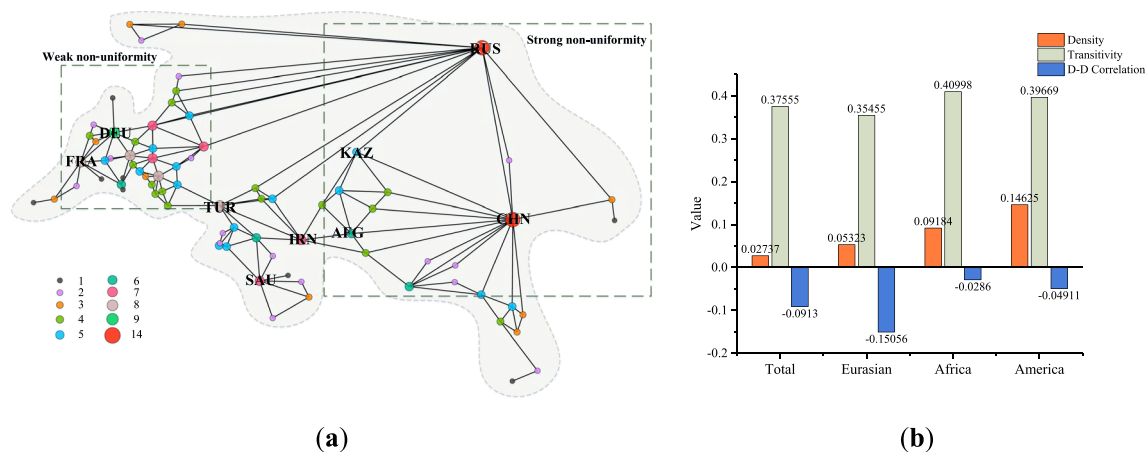 Weak non-uniformity
Strong non-uniformity
RUS
DEU
FRA
KAZ
TUR
CHN
IRN
AFG
SAU
1
2
3
4
5
6
7
8
9
14
(a)
Density
Transitivity
D-D Correlation
Value
0.4
0.3
0.2
0.1
0.0
-0.1
-0.2
0.02737
0.37555
-0.0913
0.05323
0.35455
-0.15056
0.09184
0.40998
-0.0286
0.14625
0.39669
-0.04911
Total
Eurasian
Africa
America
(b)